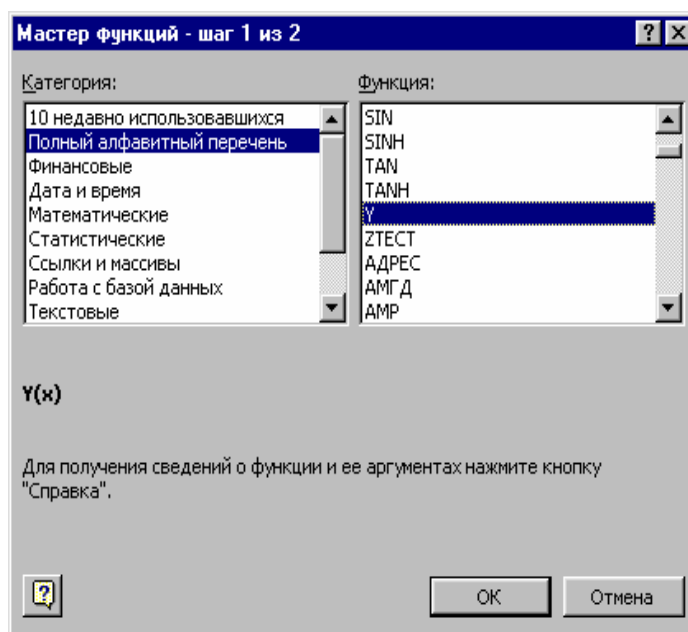 Мастер функций - шаг 1 из 2
Категория:
10 недавно использовавшихся
Полный алфавитный перечень
Финансовые
Дата и время
Математические
Статистические
Ссылки и массивы
Работа с базой данных
Текстовые
Функция:
SIN
SINH
TAN
TANH
Y
ZТЕСТ
АДРЕС
АМГД
АМР
Y(x)
Для получения сведений о функции и ее аргументах нажмите кнопку
"Справка".
ОК
Отмена